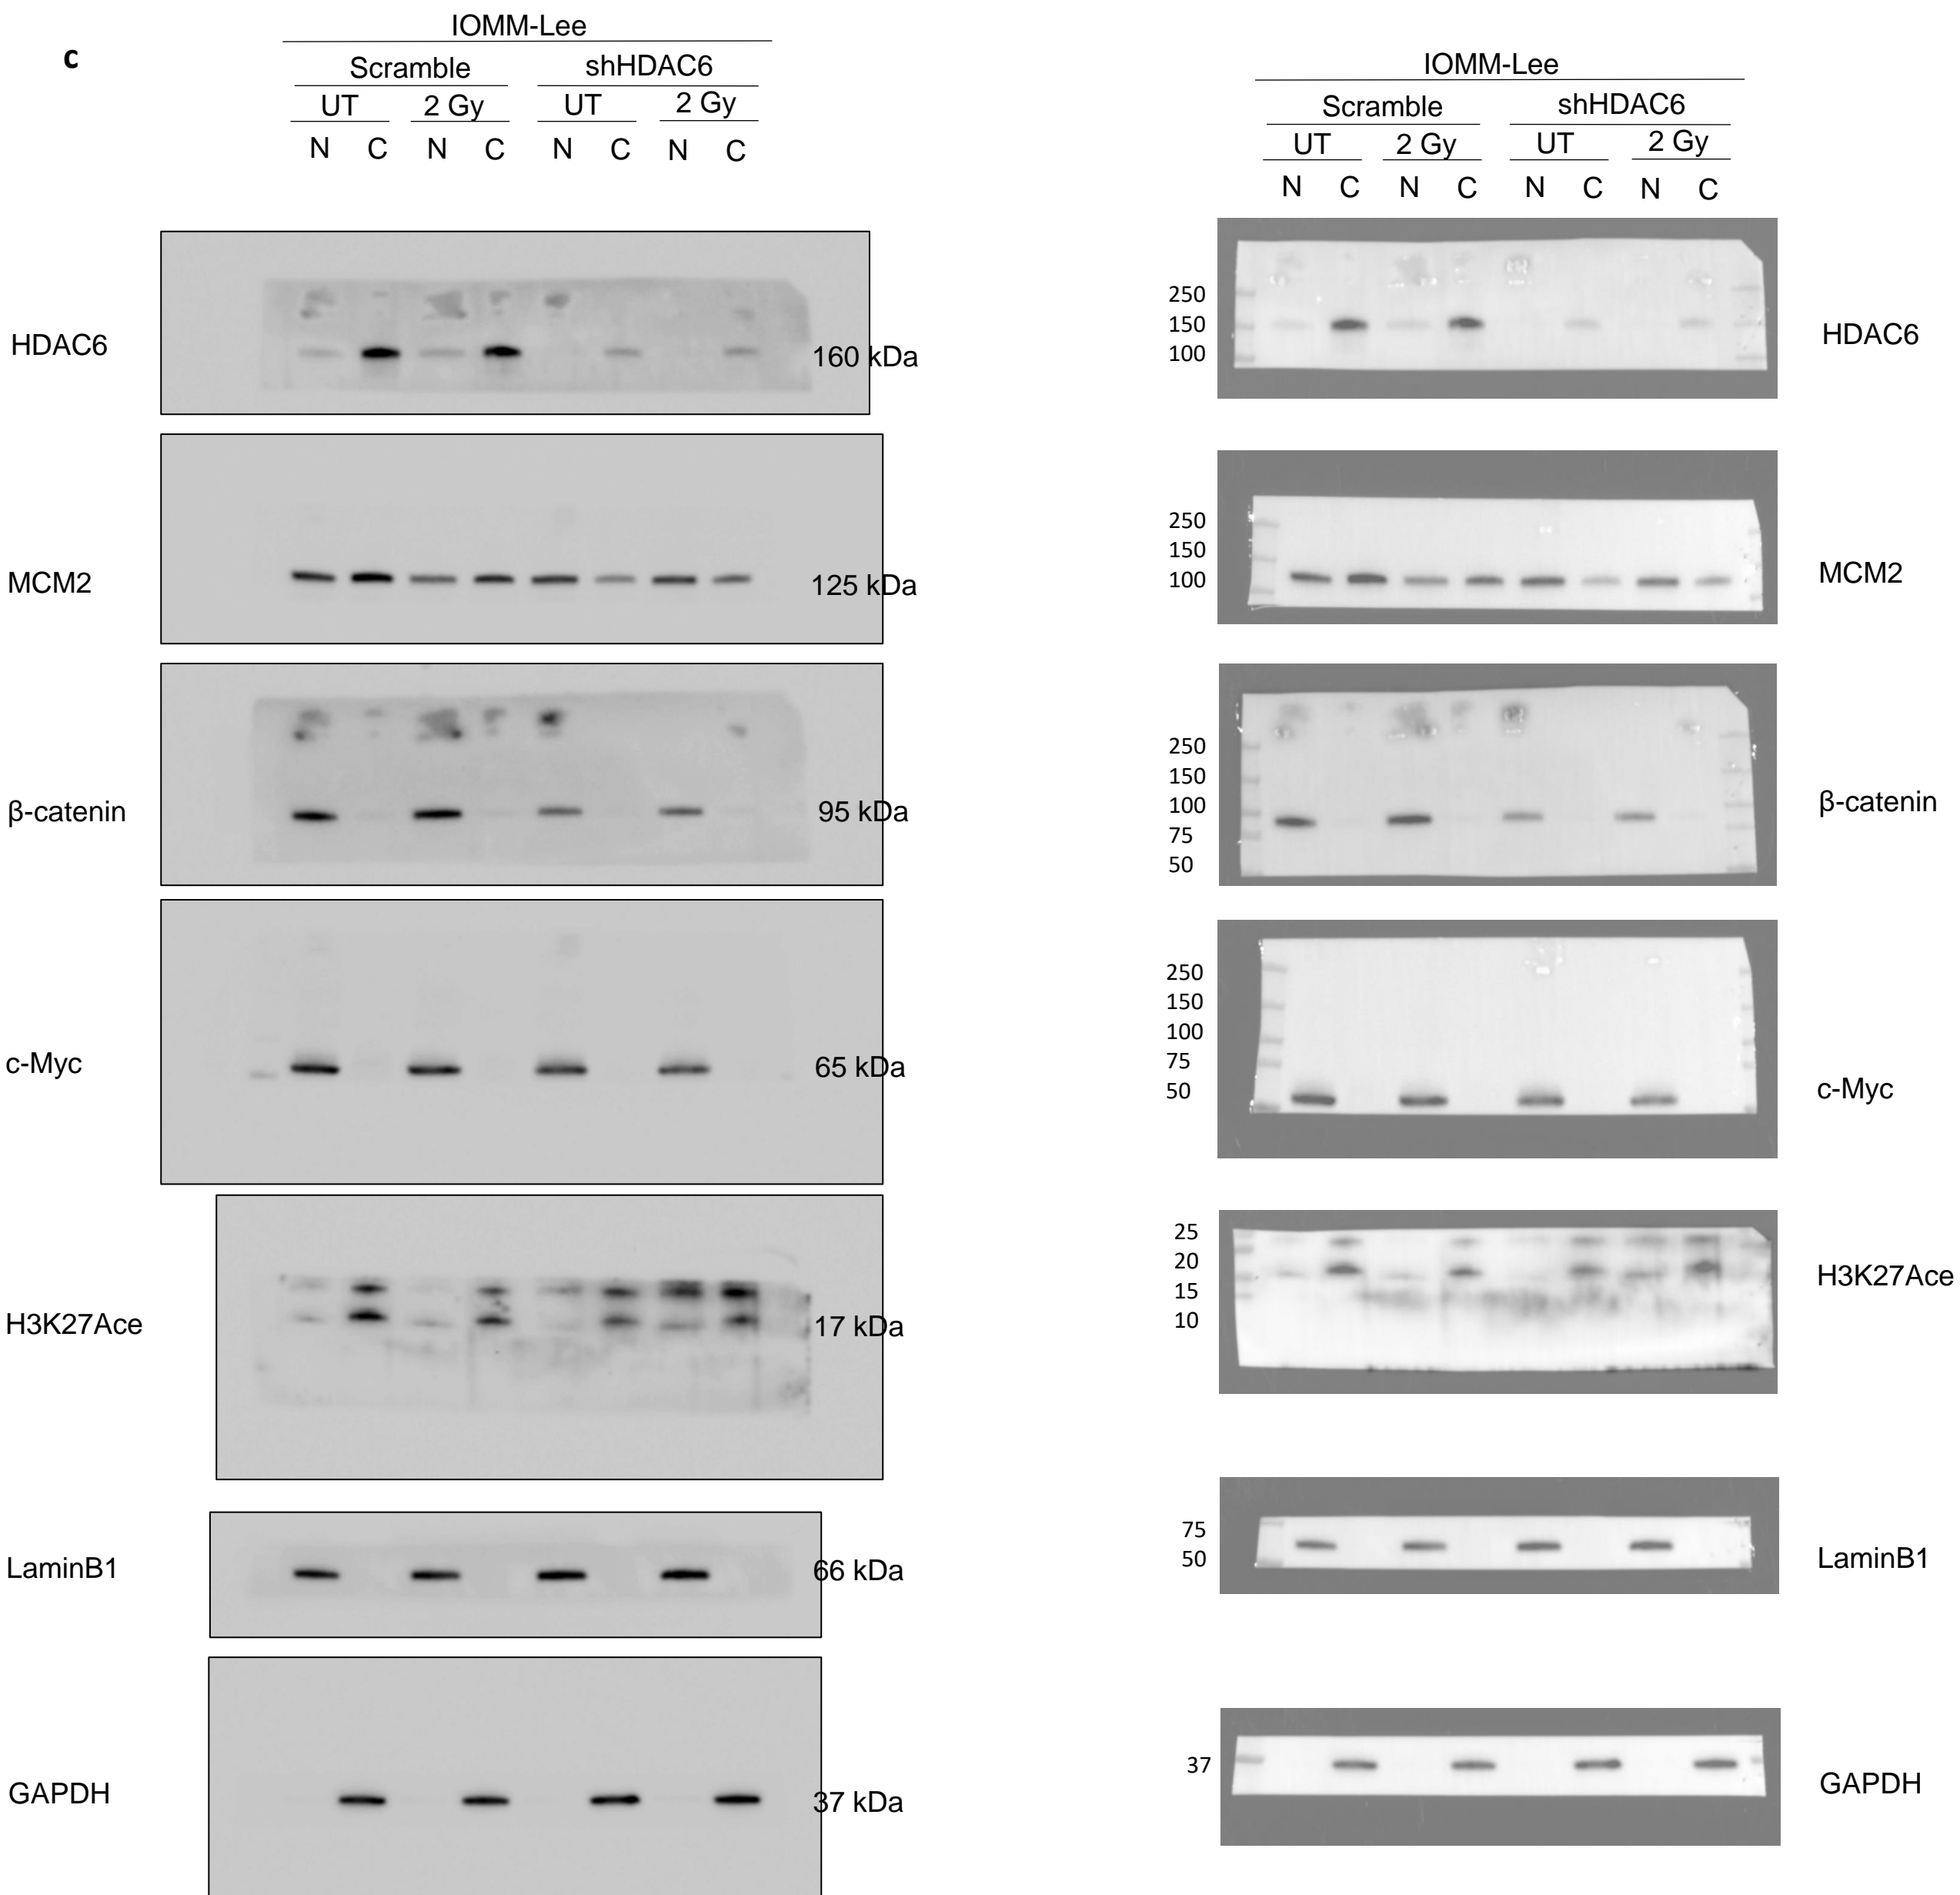 c
IOMM-Lee
Scramble shHDAC6
UT 2 Gy UT 2 Gy
N C N C N C N C
HDAC6
160 kDa
MCM2
125 kDa
β-catenin
95 kDa
c-Myc
65 kDa
H3K27Ace
17 kDa
LaminB1
66 kDa
GAPDH
37 kDa
IOMM-Lee
Scramble shHDAC6
UT 2 Gy UT 2 Gy
N C N C N C N C
250
150
100
HDAC6
250
150
100
MCM2
250
150
100
75
50
β-catenin
250
150
100
75
50
c-Myc
25
20
15
10
H3K27Ace
75
50
LaminB1
37
GAPDH